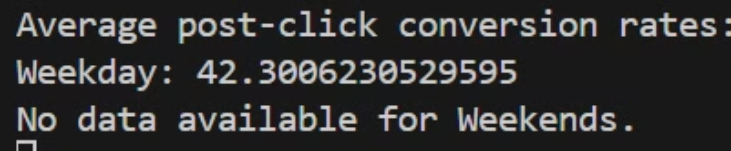 Average post-click conversion rates:
Weekday: 42.3006230529595
No data available for Weekends.